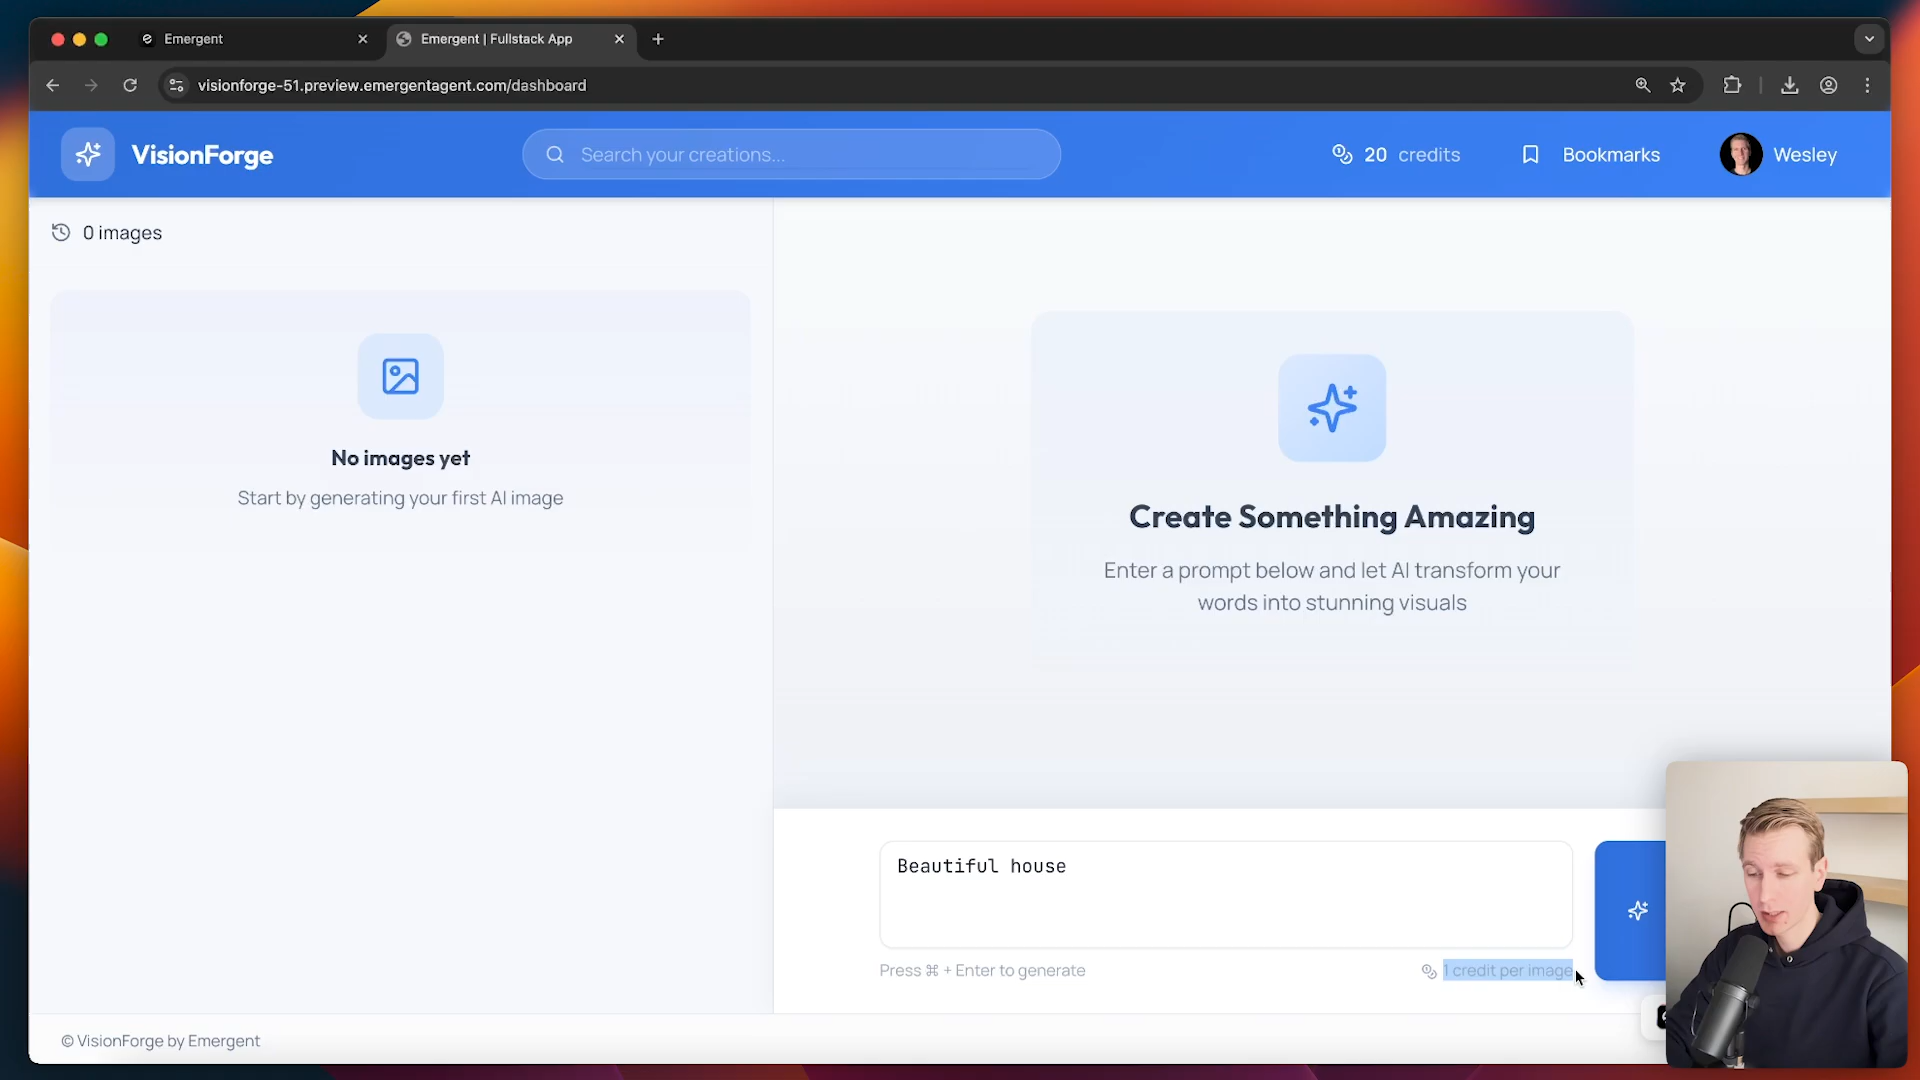 Emergent
Emergent | Fullstack App
visionforge-51.preview.emergentagent.com/dashboard
VisionForge
Search your creations...
20 credits
Bookmarks
Wesley
0 images
No images yet
Start by generating your first AI image
Create Something Amazing
Enter a prompt below and let AI transform your
words into stunning visuals
Beautiful house
Press ⌘ + Enter to generate
1 credit per image
© VisionForge by Emergent